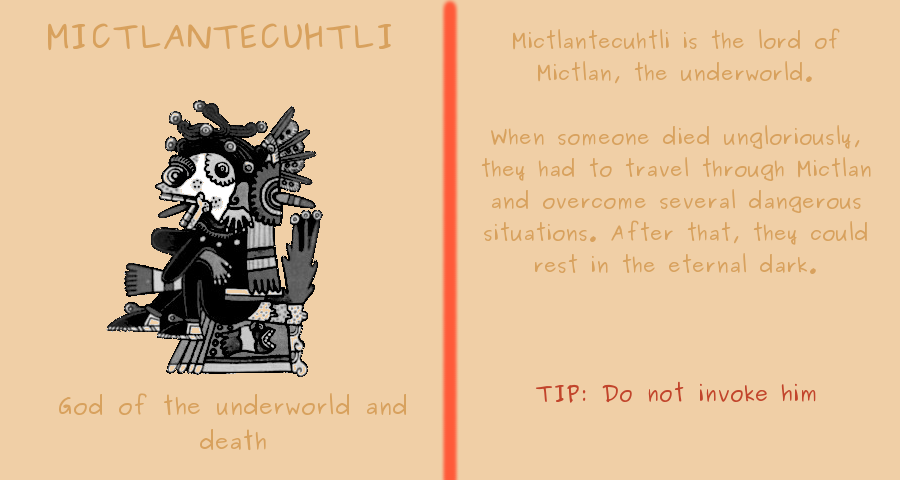 MICTLANTECUHTLI
God of the underworld and
death
Mictlantecuhtli is the lord of
Mictlan, the underworld.
When someone died ungloriously,
they had to travel through Mictlan
and overcome several dangerous
situations. After that, they could
rest in the eternal dark.
TIP: Do not invoke him